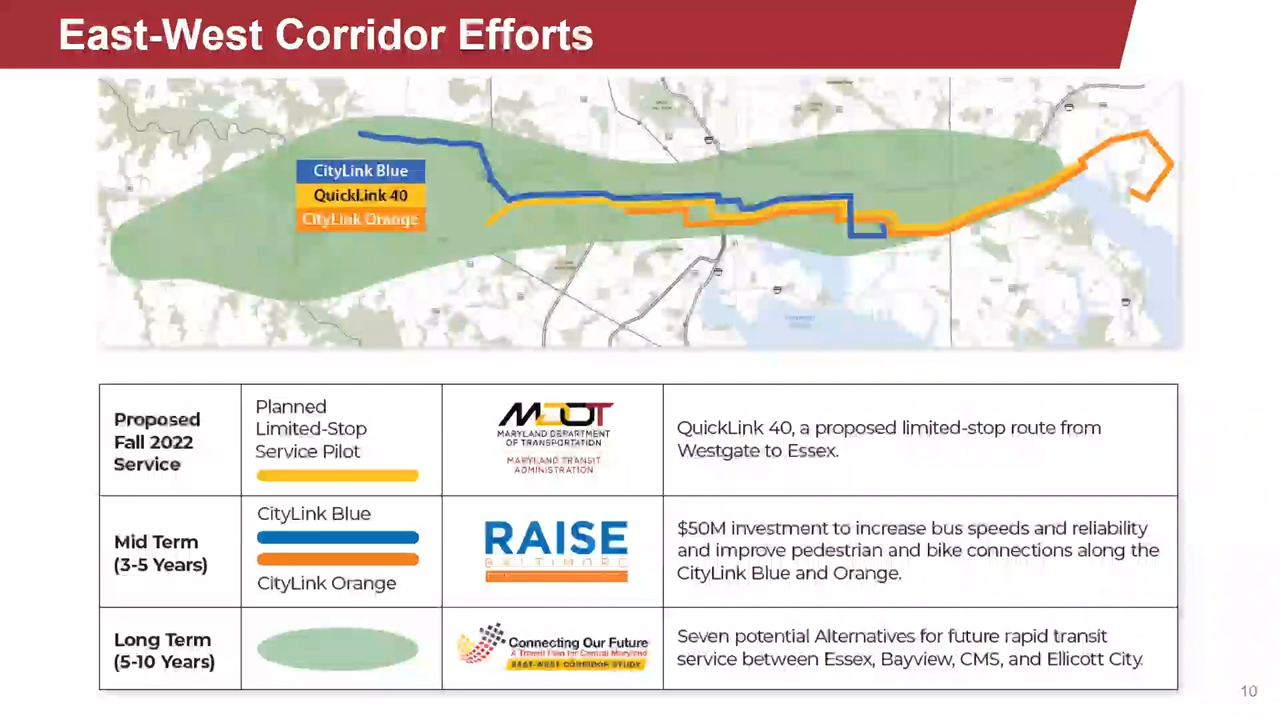 East-West Corridor Efforts
CityLink Blue
QuickLink 40
CityLink Orange
Proposed
Fall 2022
Service
Planned
Limited-Stop
Service Pilot
MDOT
MARYLAND DEPARTMENT
OF TRANSPORTATION
MARYLAND TRANSIT
ADMINISTRATION
QuickLink 40, a proposed limited-stop route from
Westgate to Essex.
Mid Term
(3-5 Years)
CityLink Blue
CityLink Orange
RAISE
BALTIMORE
$50M investment to increase bus speeds and reliability
and improve pedestrian and bike connections along the
CityLink Blue and Orange.
Long Term
(5-10 Years)
Connecting Our Future
A Transit Plan for Central Maryland
EAST-WEST CORRIDOR STUDY
Seven potential Alternatives for future rapid transit
service between Essex, Bayview, CMS, and Ellicott City.
10